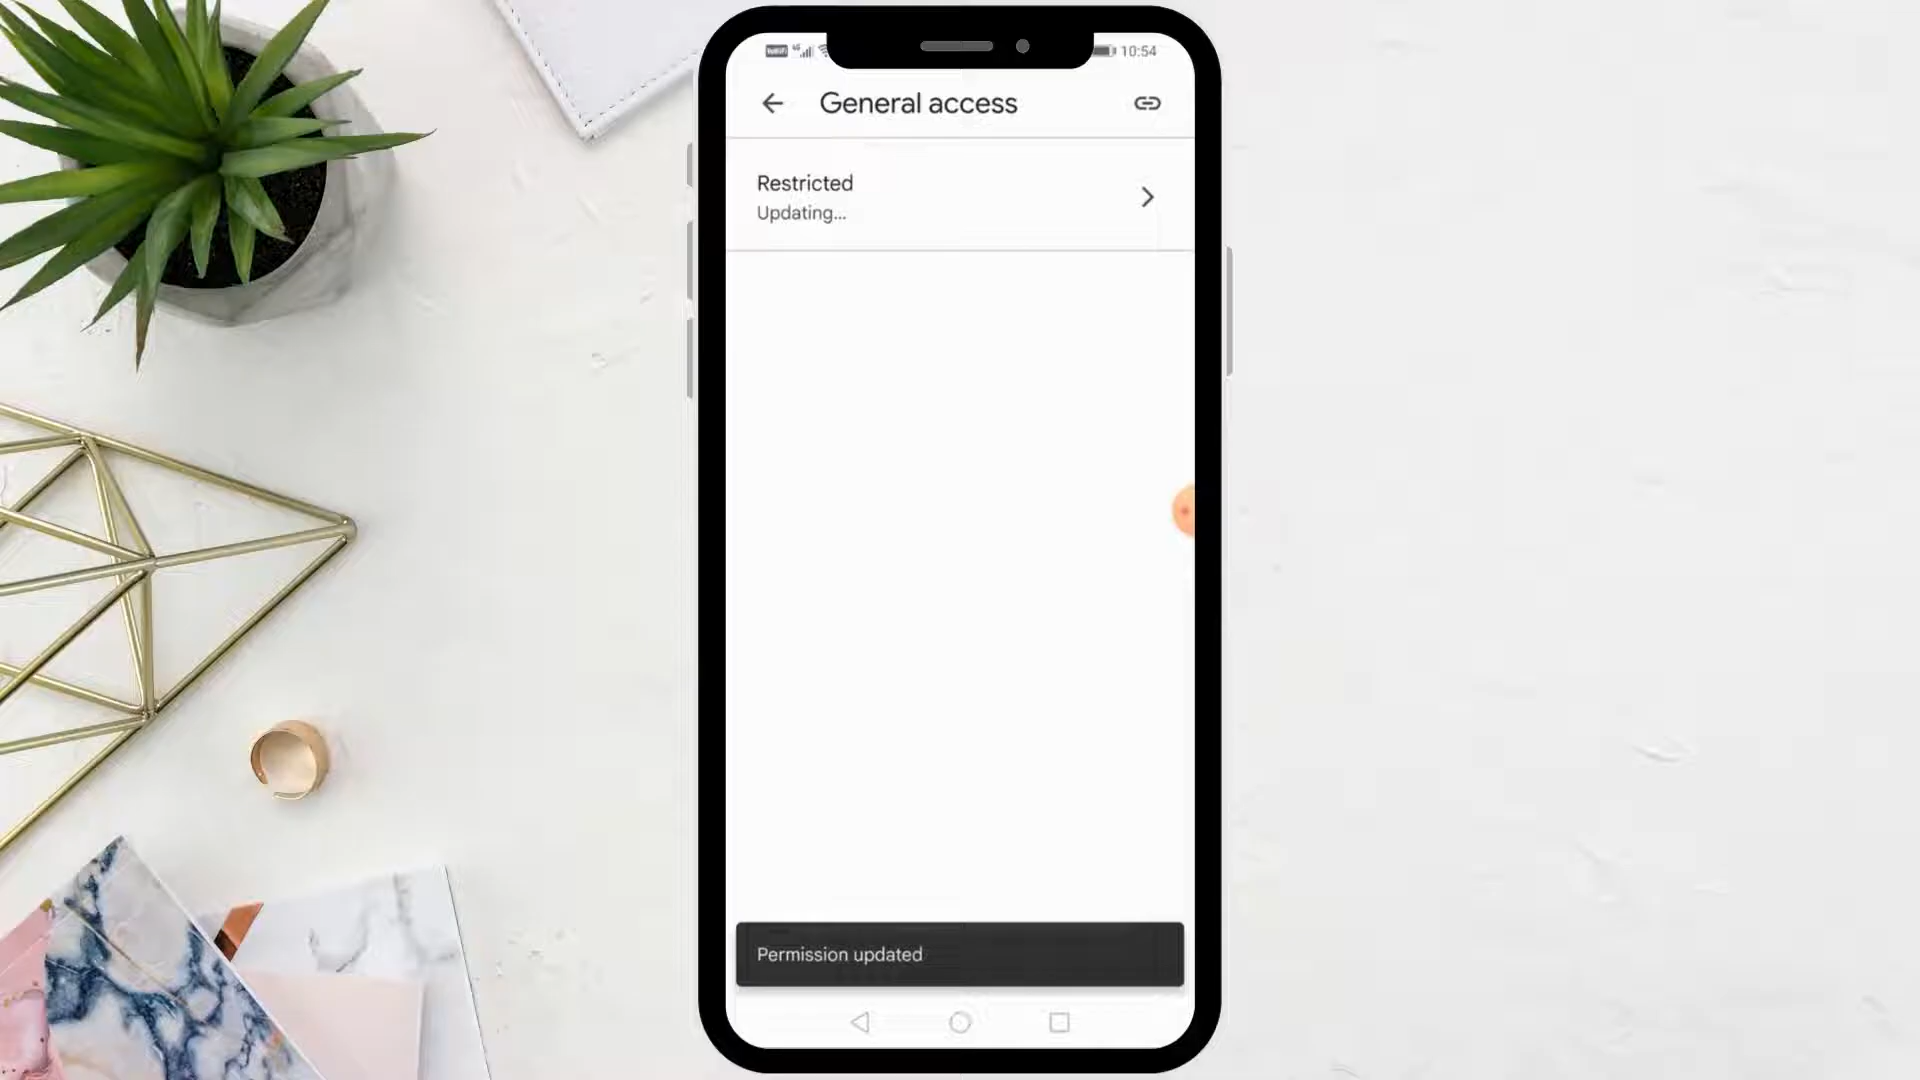 10:54
General access
Restricted
Updating...
Permission updated